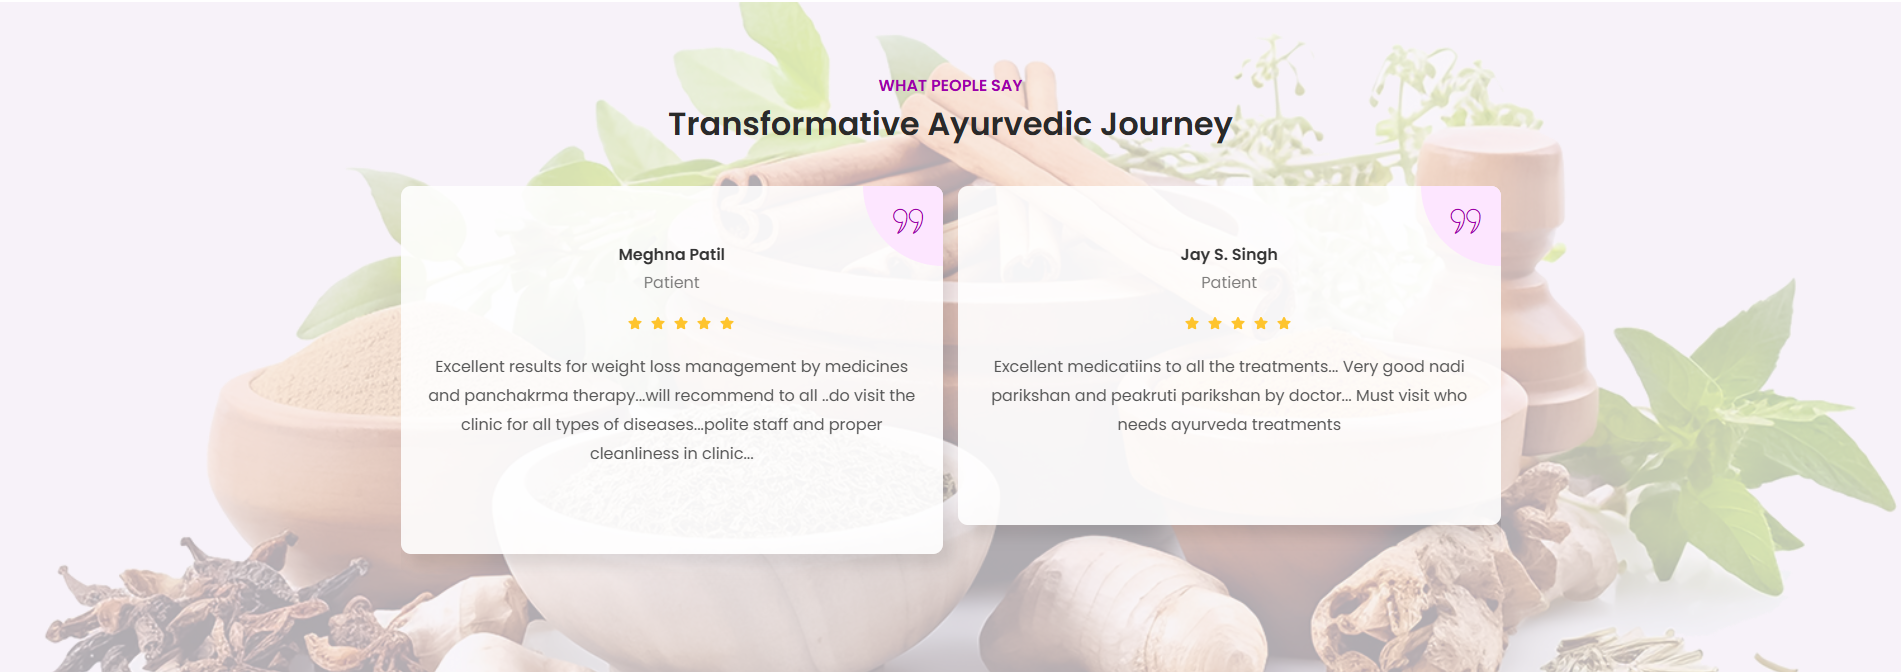 WHAT PEOPLE SAY
Transformative Ayurvedic Journey
Meghna Patil
Patient
Excellent results for weight loss management by medicines
and panchakrma therapy...will recommend to all ..do visit the
clinic for all types of diseases...polite staff and proper
cleanliness in clinic...
Jay S. Singh
Patient
Excellent medicatiins to all the treatments... Very good nadi
parikshan and peakruti parikshan by doctor... Must visit who
needs ayurveda treatments